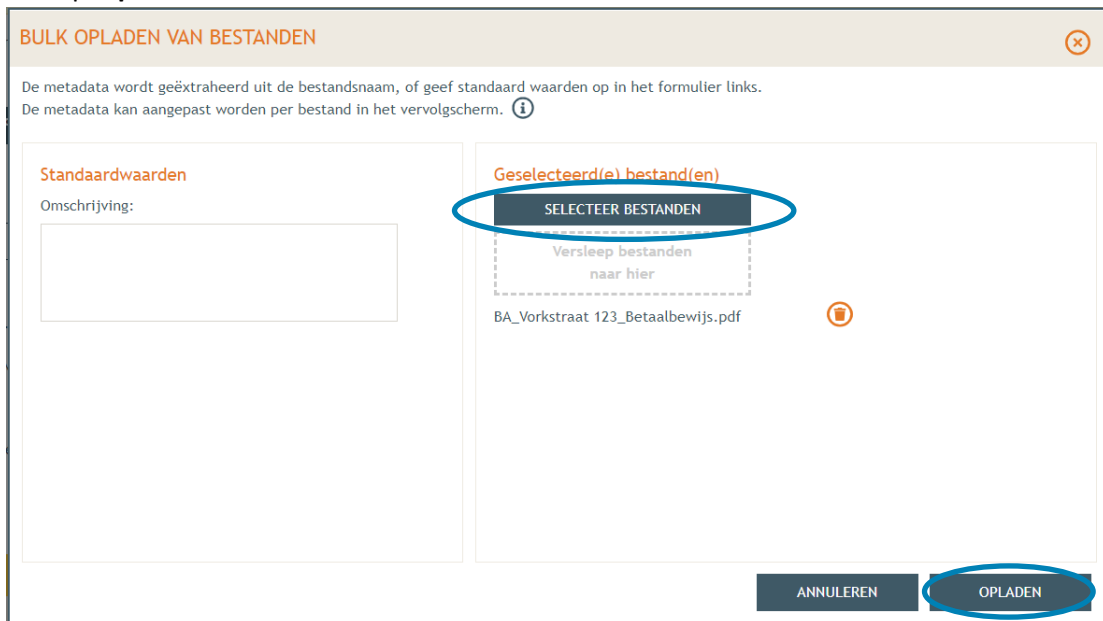 BULK OPLADEN VAN BESTANDEN
De metadata wordt geëxtraheerd uit de bestandsnaam, of geef standaard waarden op in het formulier links.
De metadata kan aangepast worden per bestand in het vervolgscherm.
Standaardwaarden
Omschrijving:
Geselecteerd(e) bestand(en)
SELECTEER BESTANDEN
Versleep bestanden
naar hier
BA_Vorkstraat 123_Betaalbewijs.pdf
ANNULEREN
OPLADEN